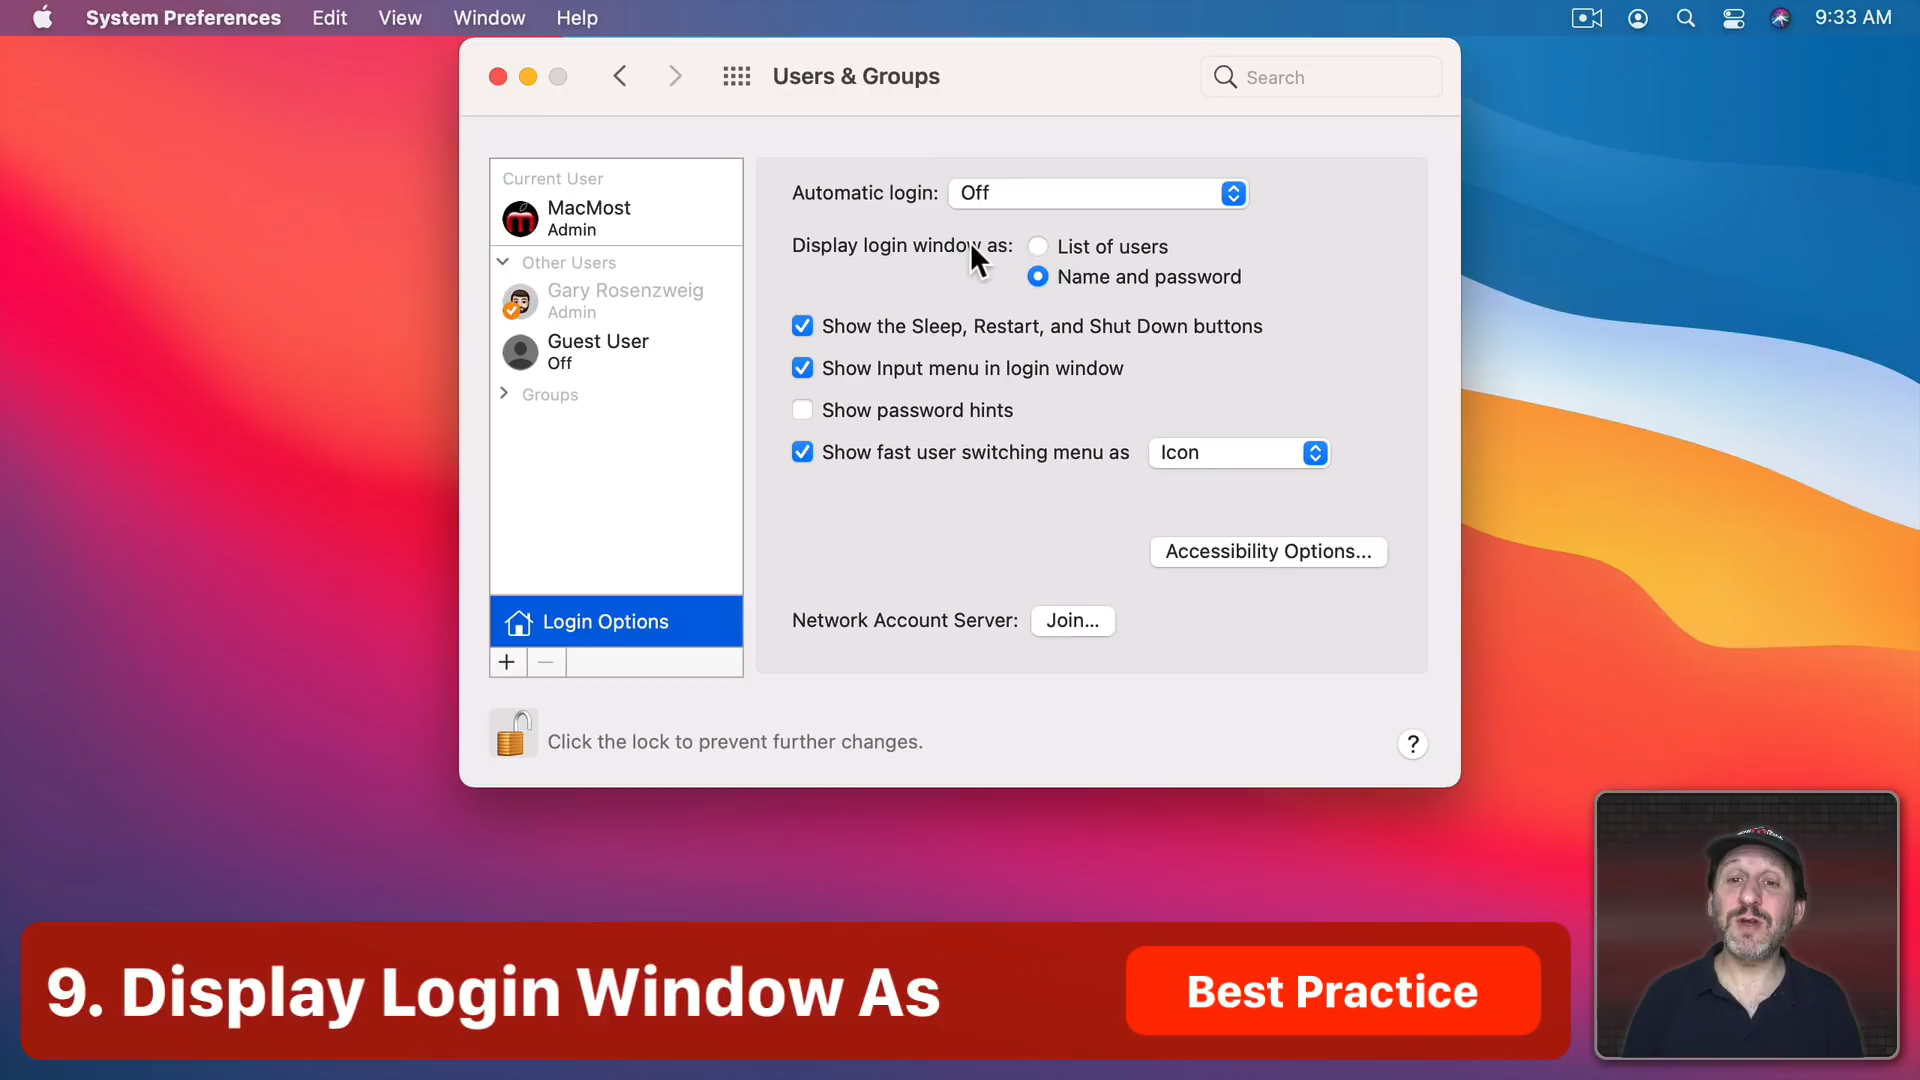 System Preferences Edit View Window Help 9:33 AM
Users & Groups
Search
Current User
MacMost
Admin
Other Users
Gary Rosenzweig
Admin
Guest User
Off
Groups
Login Options
Automatic login: Off
Display login window as: List of users
Name and password
Show the Sleep, Restart, and Shut Down buttons
Show Input menu in login window
Show password hints
Show fast user switching menu as Icon
Accessibility Options...
Network Account Server: Join...
Click the lock to prevent further changes.
?
9. Display Login Window As
Best Practice